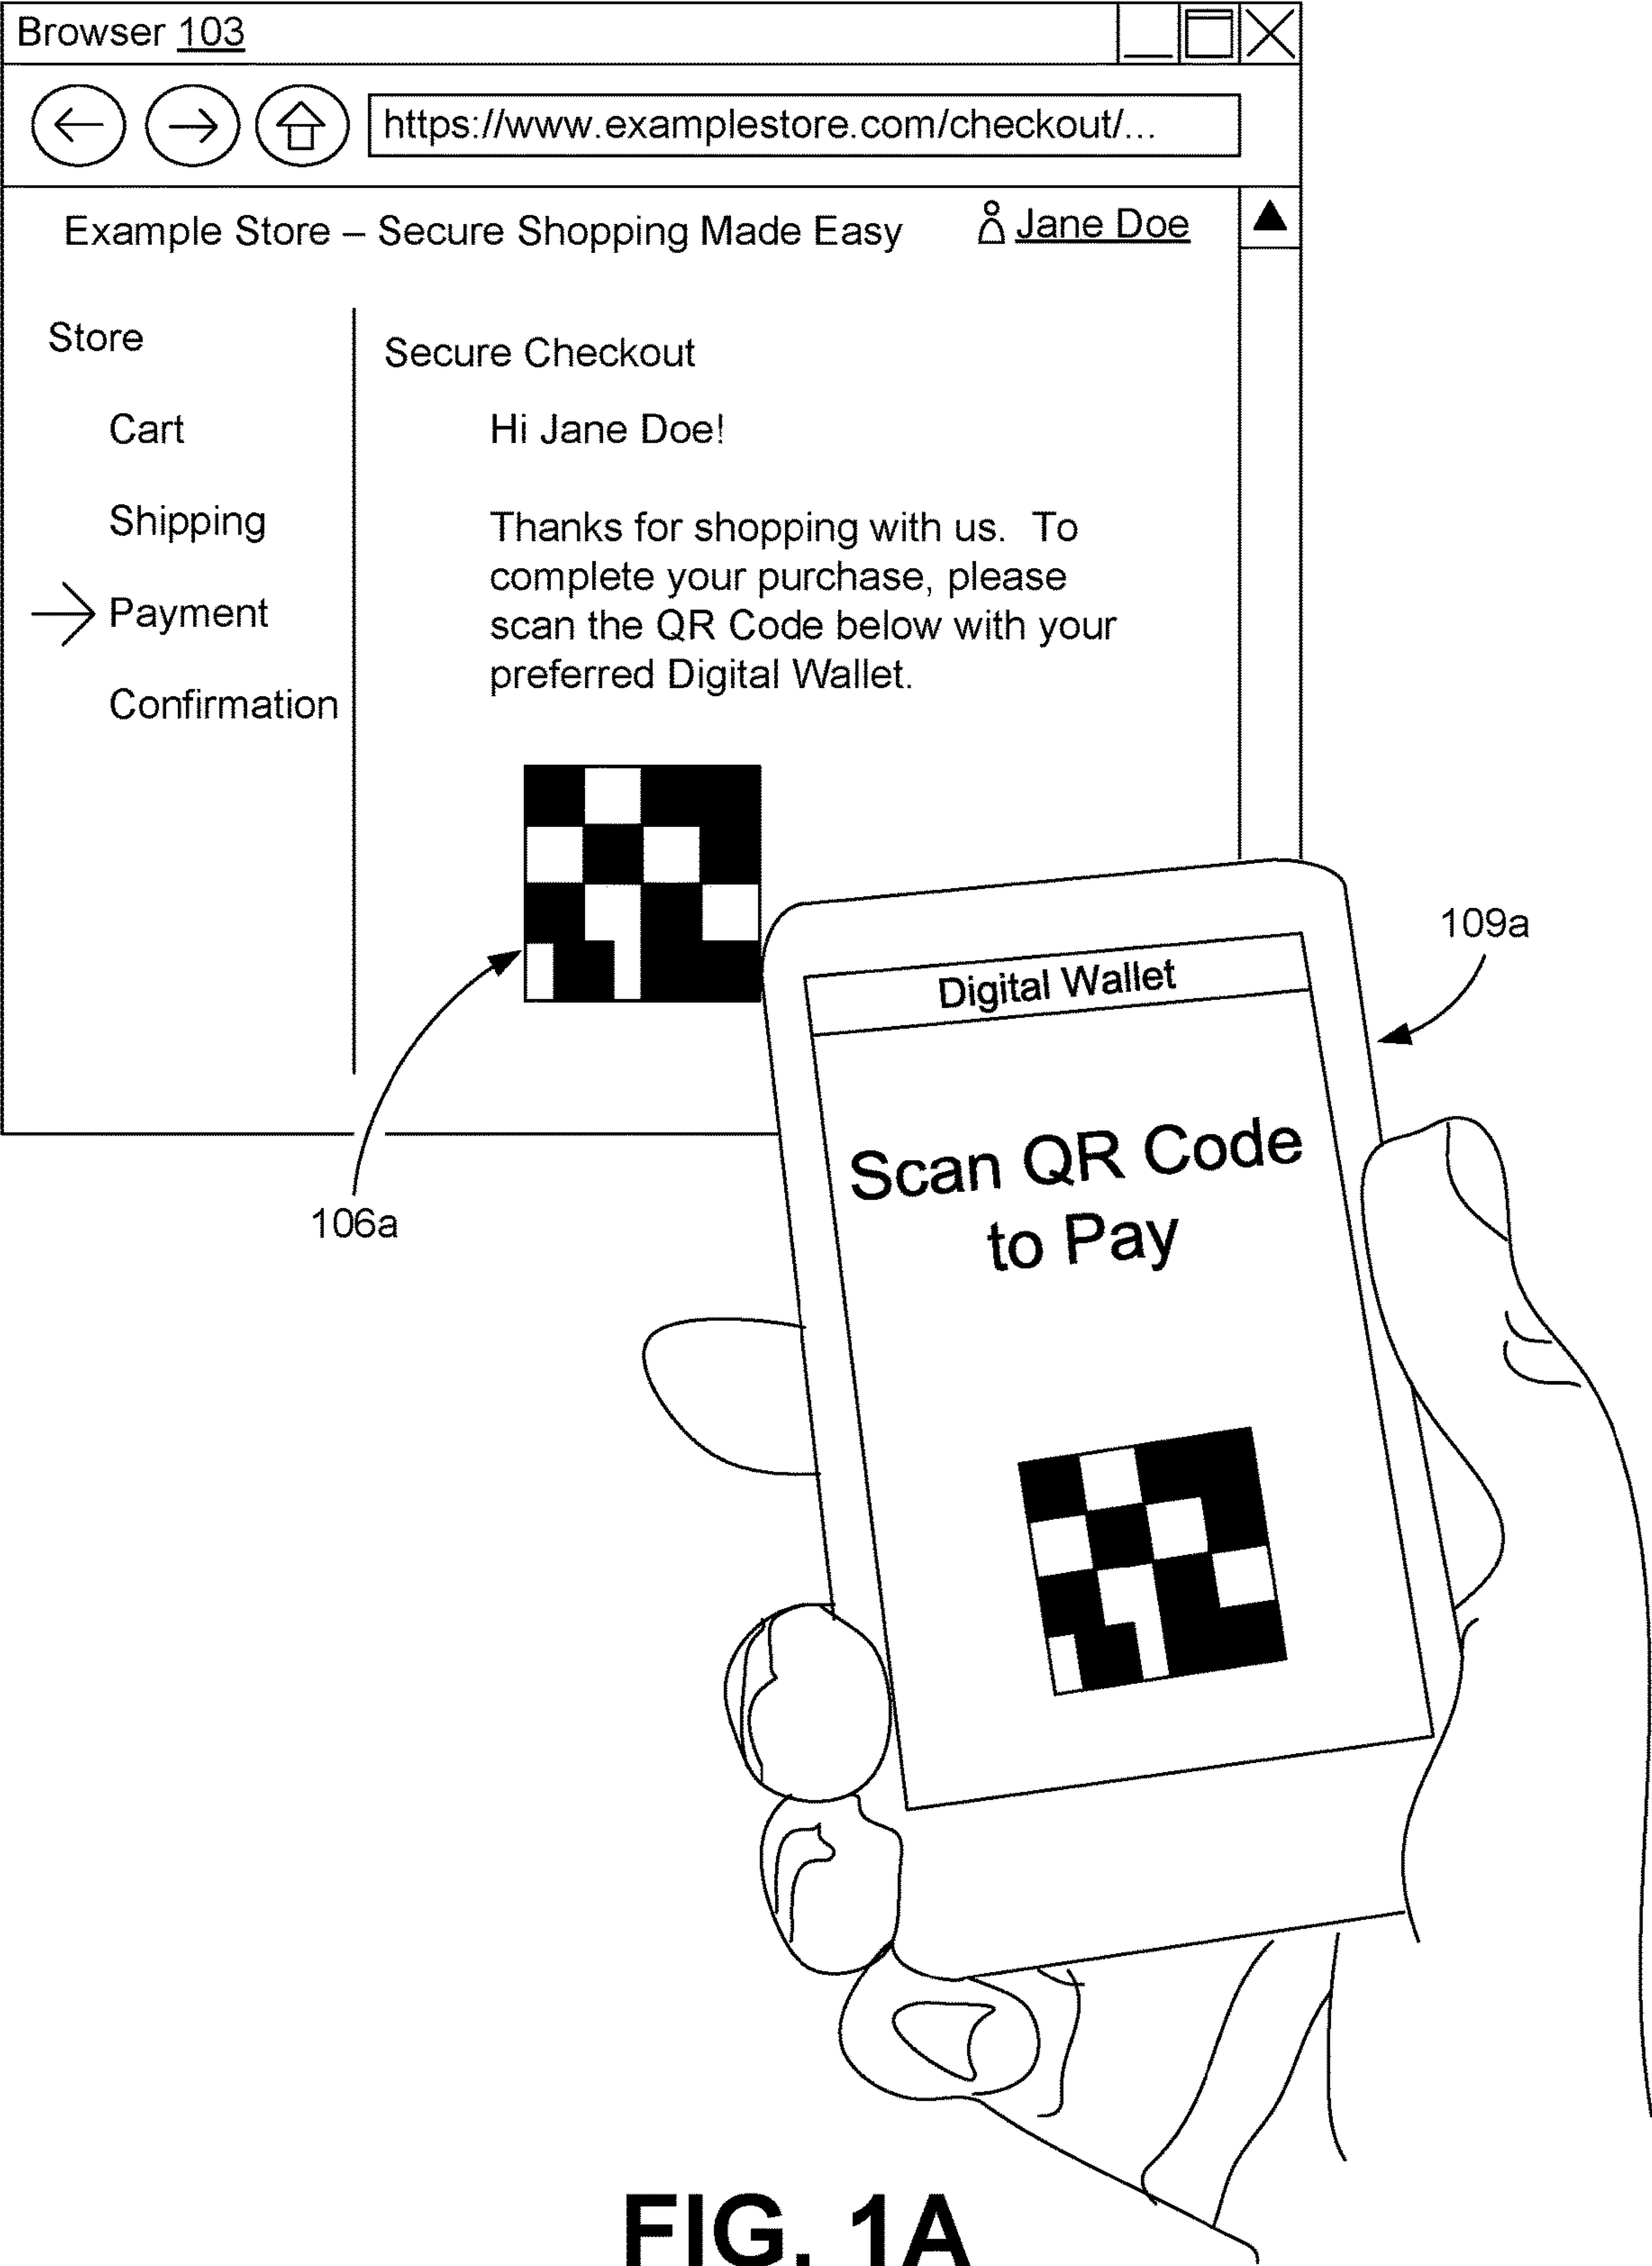 Browser 103
https://www.examplestore.com/checkout/...
Example Store – Secure Shopping Made Easy
Jane Doe
Store
Cart
Shipping
Payment
Confirmation
Secure Checkout
Hi Jane Doe!
Thanks for shopping with us.  To
complete your purchase, please
scan the QR Code below with your
preferred Digital Wallet.
106a
109a
Digital Wallet
Scan QR Code
to Pay
FIG. 1A